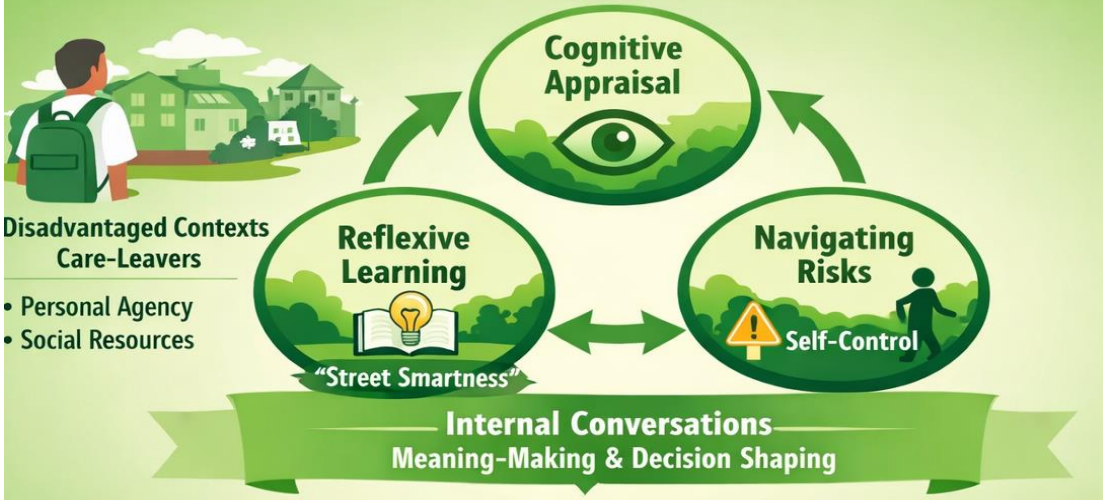 Cognitive
Appraisal
Disadvantaged Contexts
Care-Leavers
• Personal Agency
• Social Resources
Reflexive
Learning
"Street Smartness"
Navigating
Risks
Self-Control
Internal Conversations
Meaning-Making & Decision Shaping